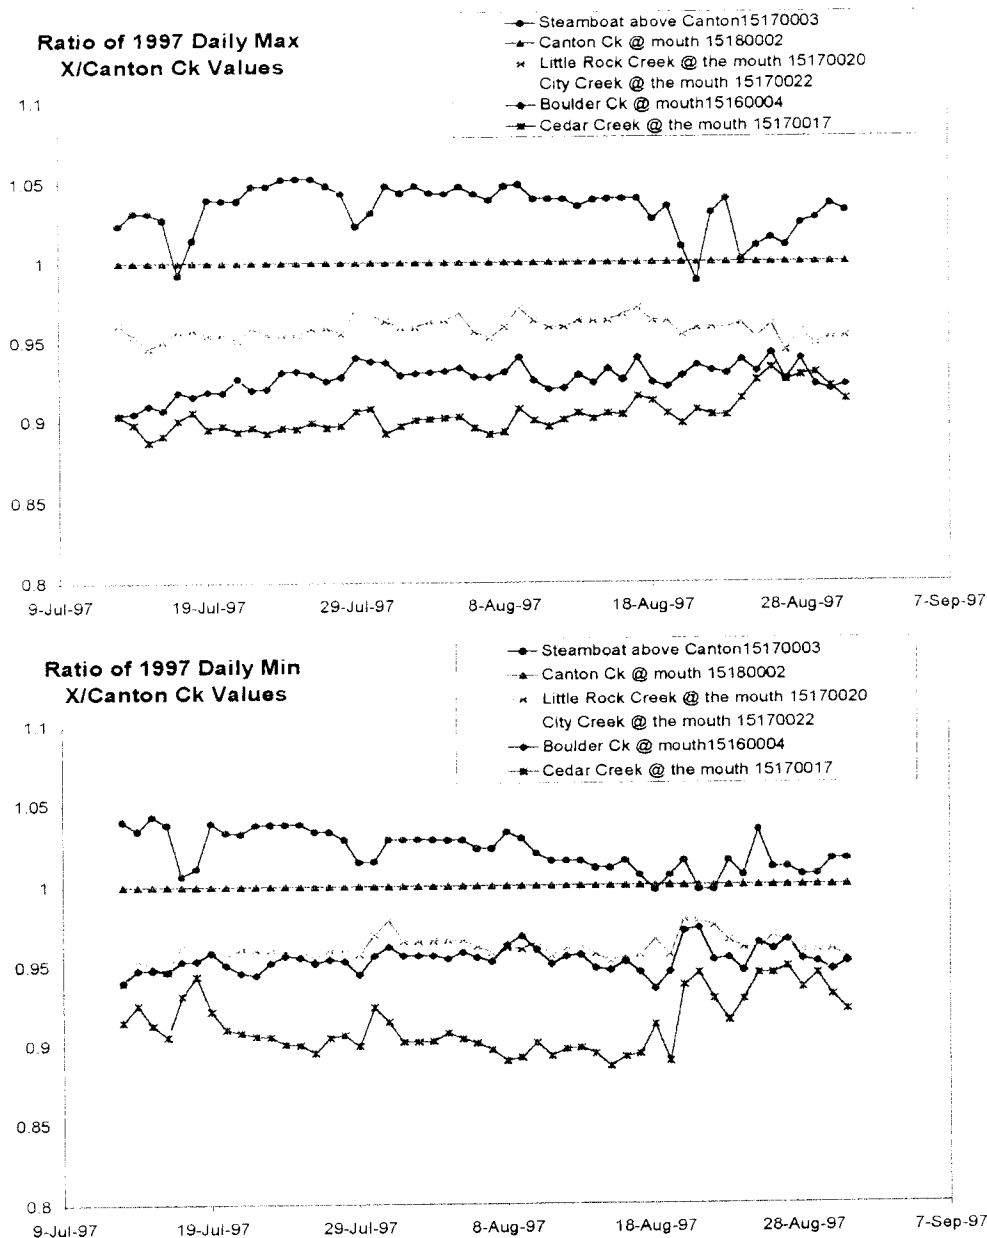 Ratio of 1997 Daily Max
X/Canton Ck Values
Steamboat above Canton15170003
Canton Ck @ mouth 15180002
Little Rock Creek @ the mouth 15170020
City Creek @ the mouth 15170022
Boulder Ck @ mouth15160004
Cedar Creek @ the mouth 15170017
1.1
1.05
1
0.95
0.9
0.85
0.8
9-Jul-97 19-Jul-97 29-Jul-97 8-Aug-97 18-Aug-97 28-Aug-97 7-Sep-97
Ratio of 1997 Daily Min
X/Canton Ck Values
Steamboat above Canton15170003
Canton Ck @ mouth 15180002
Little Rock Creek @ the mouth 15170020
City Creek @ the mouth 15170022
Boulder Ck @ mouth15160004
Cedar Creek @ the mouth 15170017
1.1
1.05
1
0.95
0.9
0.85
0.8
9-Jul-97 19-Jul-97 29-Jul-97 8-Aug-97 18-Aug-97 28-Aug-97 7-Sep-97